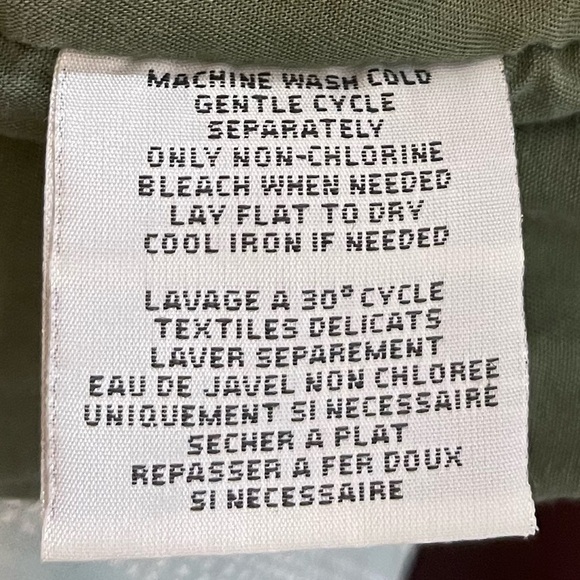 MACHINE WASH COLD
GENTLE CYCLE
SEPARATELY
ONLY NON-CHLORINE
BLEACH WHEN NEEDED
LAY FLAT TO DRY
COOL IRON IF NEEDED
LAVAGE A 30° CYCLE
TEXTILES DELICATS
LAVER SEPAREMENT
EAU DE JAVEL NON CHLOREE
UNIQUEMENT SI NECESSAIRE
SECHER A PLAT
REPASSER A FER DOUX
SI NECESSAIRE